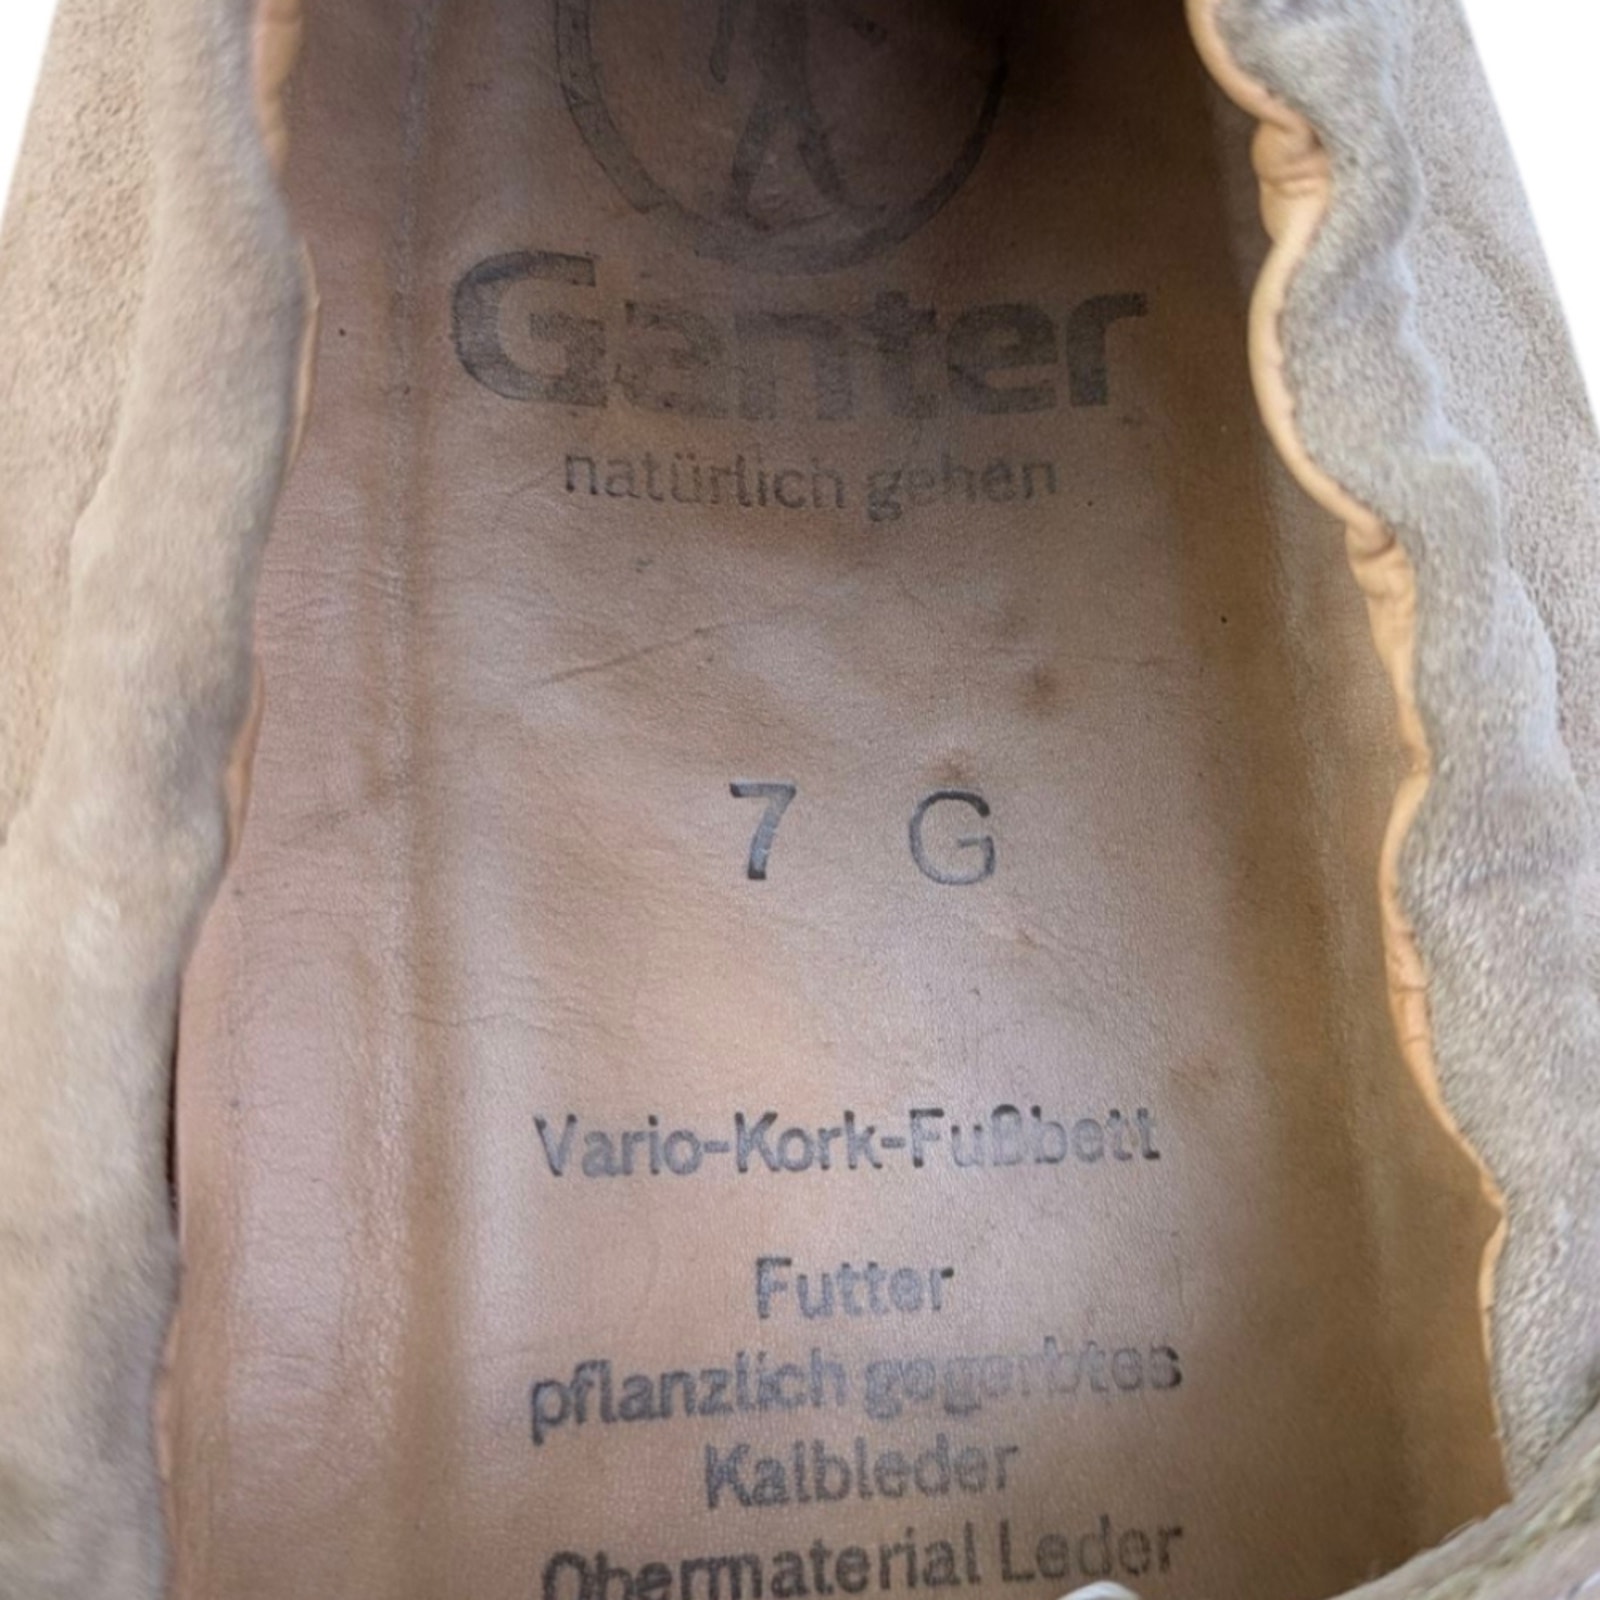 Ganter
natürlich gehen
7 G
Vario-Kork-Fußbett
Futter
pflanzlich gegerbtes
Kalbleder
Obermaterial Leder